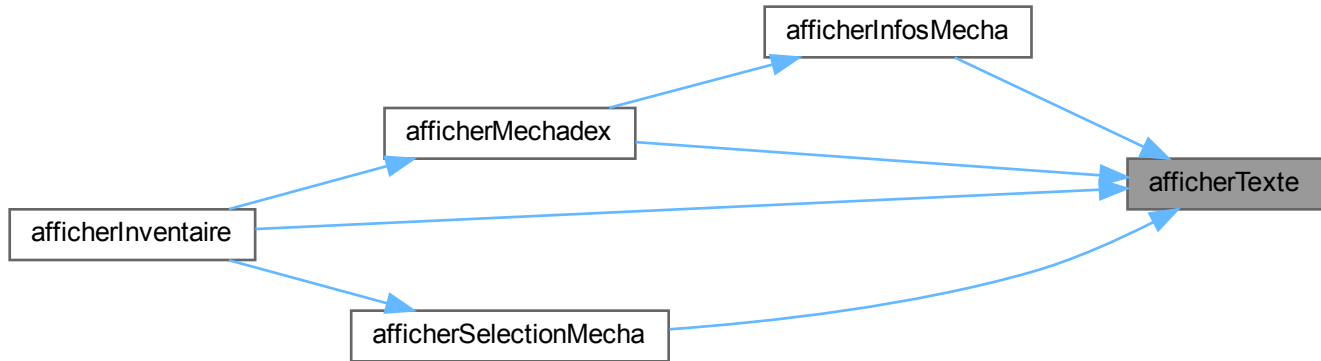 afficherInfosMecha
afficherMechadex
afficherTexte
afficherInventaire
afficherSelectionMecha